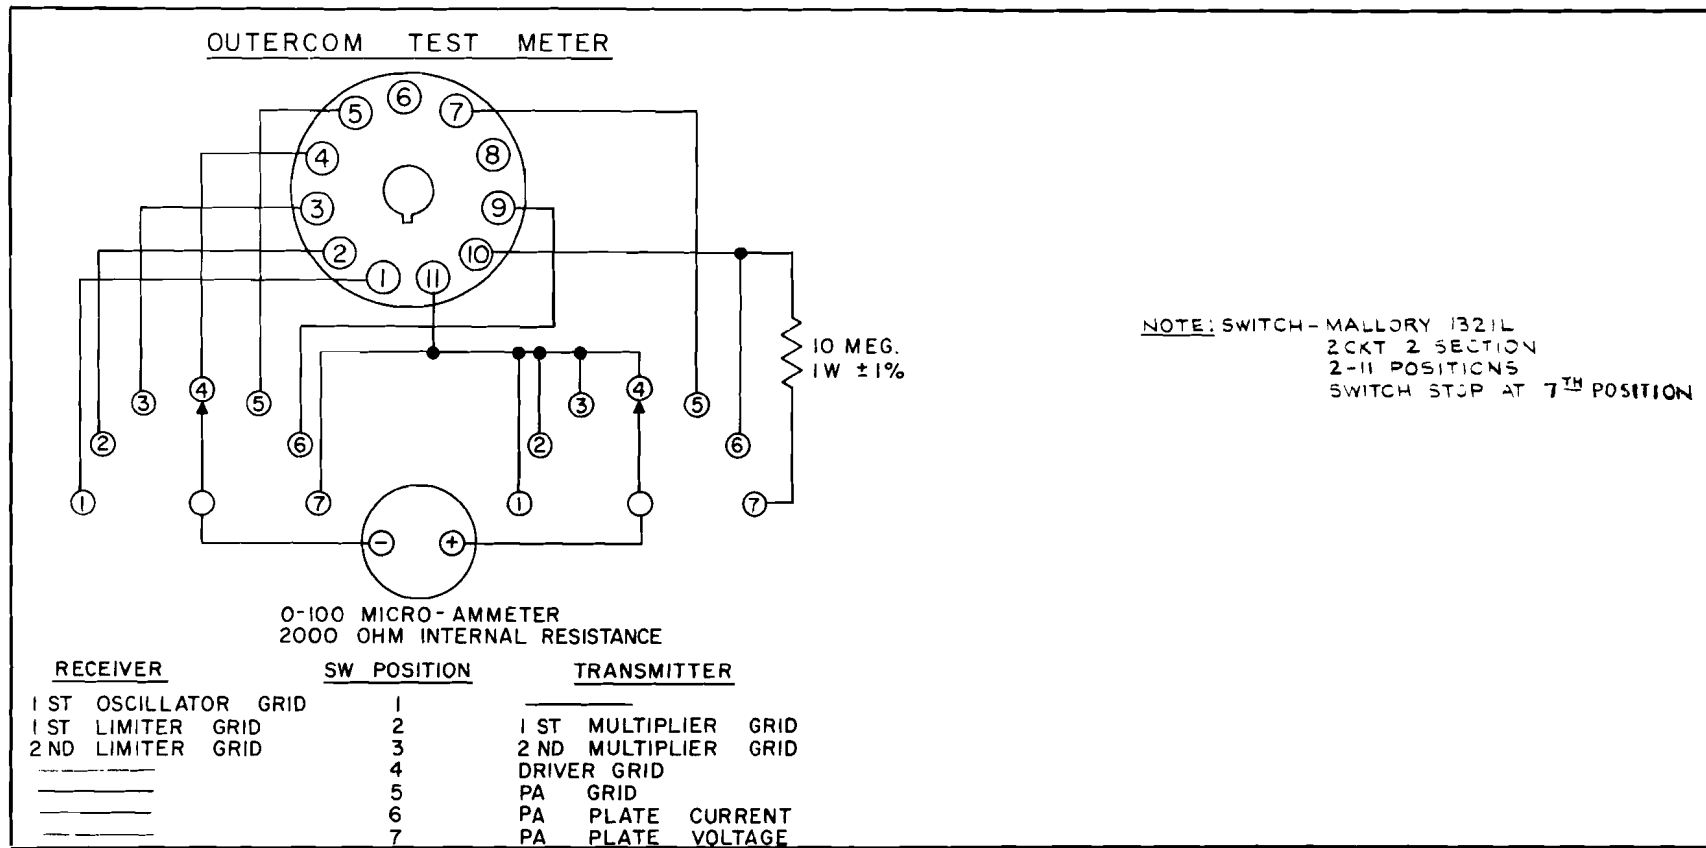 OUTERCOM TEST METER
6
5 7
4 8
3 9
2 10
1 11
10 MEG.
1W ±1%
3 4 5 3 4 5
2 6 2 6
1 7 1 7
- +
0-100 MICRO-AMMETER
2000 OHM INTERNAL RESISTANCE
NOTE: SWITCH - MALLORY 1321L
2CKT 2 SECTION
2-11 POSITIONS
SWITCH STOP AT 7TH POSITION
RECEIVER SW POSITION TRANSMITTER
1 ST OSCILLATOR GRID 1
1 ST LIMITER GRID 2 1 ST MULTIPLIER GRID
2 ND LIMITER GRID 3 2 ND MULTIPLIER GRID
4 DRIVER GRID
5 PA GRID
6 PA PLATE CURRENT
7 PA PLATE VOLTAGE